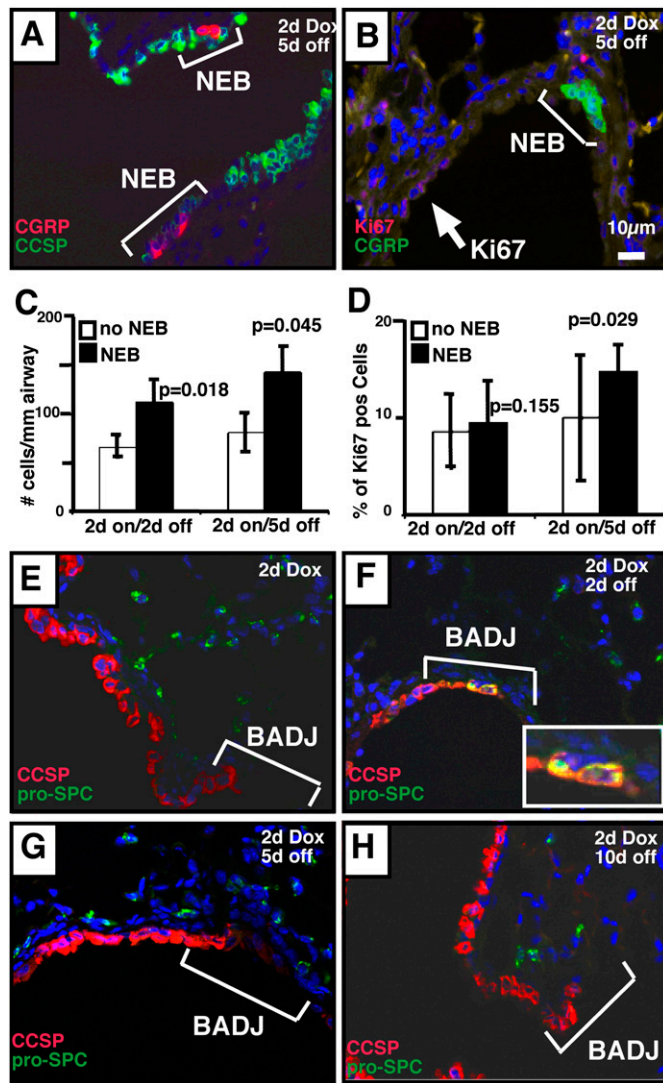 A
2d Dox
5d off
NEB
NEB
CGRP
CCSP
B
2d Dox
5d off
NEB
Ki67
Ki67
CGRP
10µm
C
# cells/mm airway
200
100
0
no NEB
NEB
p=0.018
p=0.045
2d on/2d off
2d on/5d off
D
% of Ki67 pos Cells
20
10
0
no NEB
NEB
p=0.155
p=0.029
2d on/2d off
2d on/5d off
E
2d Dox
BADJ
CCSP
pro-SPC
F
2d Dox
2d off
BADJ
CCSP
pro-SPC
G
2d Dox
5d off
BADJ
CCSP
pro-SPC
H
2d Dox
10d off
BADJ
CCSP
pro-SPC